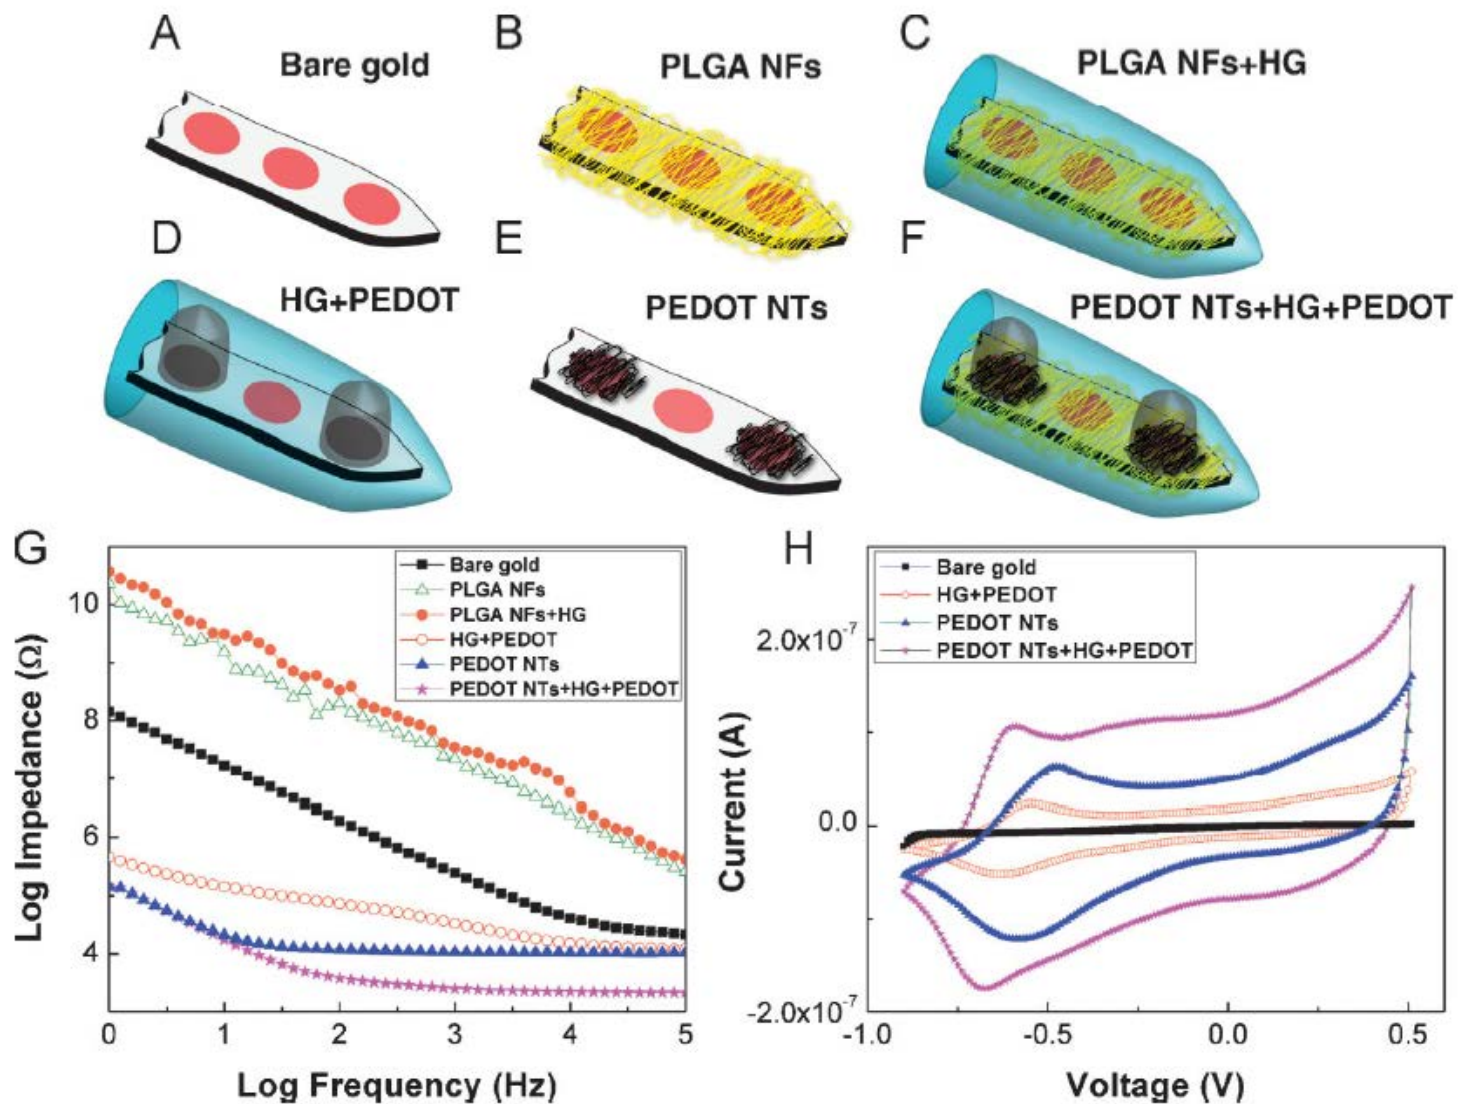 A
Bare gold
B
PLGA NFs
C
PLGA NFs+HG
D
HG+PEDOT
E
PEDOT NTs
F
PEDOT NTs+HG+PEDOT
G
Bare gold
PLGA NFs
PLGA NFs+HG
HG+PEDOT
PEDOT NTs
PEDOT NTs+HG+PEDOT
Log Impedance (Ω)
10
8
6
4
0 1 2 3 4 5
Log Frequency (Hz)
H
Bare gold
HG+PEDOT
PEDOT NTs
PEDOT NTs+HG+PEDOT
Current (A)
2.0x10⁻⁷
0.0
-2.0x10⁻⁷
-1.0 -0.5 0.0 0.5
Voltage (V)